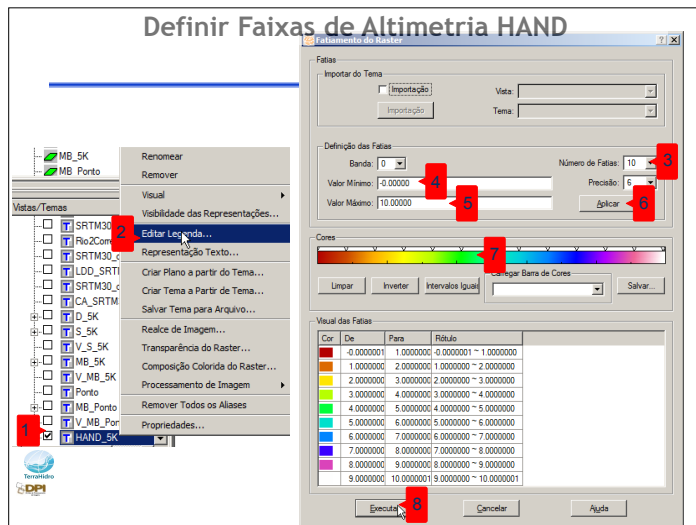 Definir Faixas de Altimetria HAND
MB_5K
MB_Ponto
Vistas/Temas
SRTM30_
Rio2Corre
SRTM30_c
LDD_SRTI
SRTM30_c
CA_SRTM
D_5K
S_5K
V_S_5K
MB_5K
V_MB_5K
Ponto
MB_Ponto
V_MB_Pon
1
HAND_5K
TerraHidro
DPI
Renomear
Remover
Visual
Visibilidade das Representações...
2
Editar Legenda...
Representação Texto...
Criar Plano a partir do Tema...
Criar Tema a Partir de Tema...
Salvar Tema para Arquivo...
Realce de Imagem...
Transparência do Raster...
Composição Colorida do Raster...
Processamento de Imagem
Remover Todos os Aliases
Propriedades...
Fatiamento do Raster
Fatias
Importar do Tema
Importação
Vista:
Importação
Tema:
Definição das Fatias
Banda: 0
Número de Fatias: 10
3
Valor Mínimo: -0.00000
4
Precisão: 6
Valor Máximo: 10.00000
5
Aplicar
6
Cores
7
Limpar
Inverter
Intervalos Iguais
Carregar Barra de Cores
Salvar...
Visual das Fatias
Cor De Para Rótulo
-0.0000001 1.0000000 -0.0000001 ~ 1.0000000
1.0000000 2.0000000 1.0000000 ~ 2.0000000
2.0000000 3.0000000 2.0000000 ~ 3.0000000
3.0000000 4.0000000 3.0000000 ~ 4.0000000
4.0000000 5.0000000 4.0000000 ~ 5.0000000
5.0000000 6.0000000 5.0000000 ~ 6.0000000
6.0000000 7.0000000 6.0000000 ~ 7.0000000
7.0000000 8.0000000 7.0000000 ~ 8.0000000
8.0000000 9.0000000 8.0000000 ~ 9.0000000
9.0000000 10.0000001 9.0000000 ~ 10.0000001
Executar
8
Cancelar
Ajuda